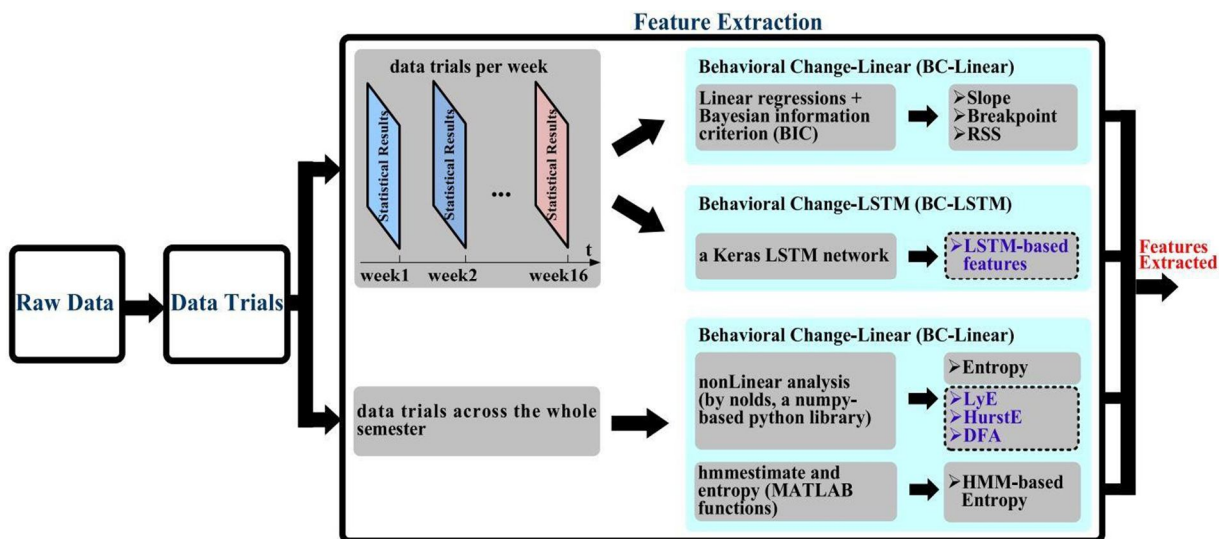 Feature Extraction
Raw Data
Data Trials
data trials per week
Statistical Results
Statistical Results
...
Statistical Results
t
week1
week2
week16
data trials across the whole
semester
Behavioral Change-Linear (BC-Linear)
Linear regressions +
Bayesian information
criterion (BIC)
➢Slope
➢Breakpoint
➢RSS
Behavioral Change-LSTM (BC-LSTM)
a Keras LSTM network
➢LSTM-based
features
Behavioral Change-Linear (BC-Linear)
nonLinear analysis
(by nolds, a numpy-
based python library)
➢Entropy
➢LyE
➢HurstE
➢DFA
hmmestimate and
entropy (MATLAB
functions)
➢HMM-based
Entropy
Features
Extracted